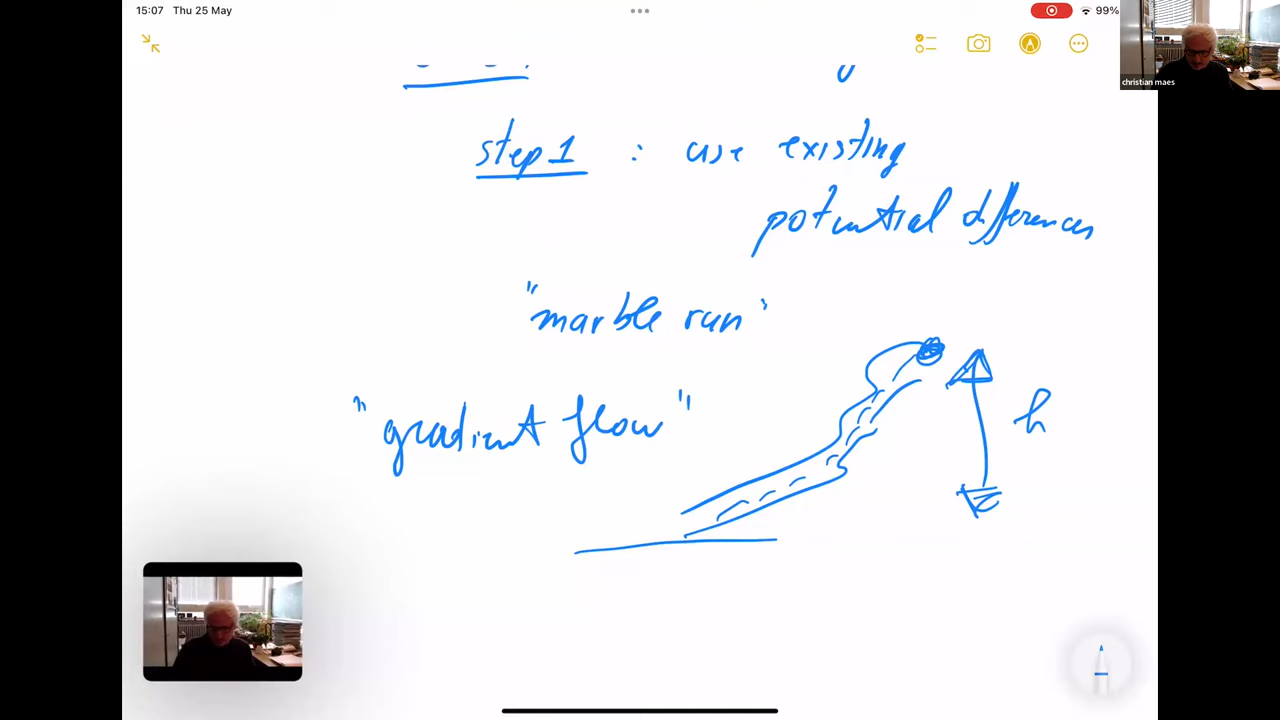 15:07 Thu 25 May
99%
christian maes
step 1 : use existing
potential differences
"marble run"
"gradient flow"
h